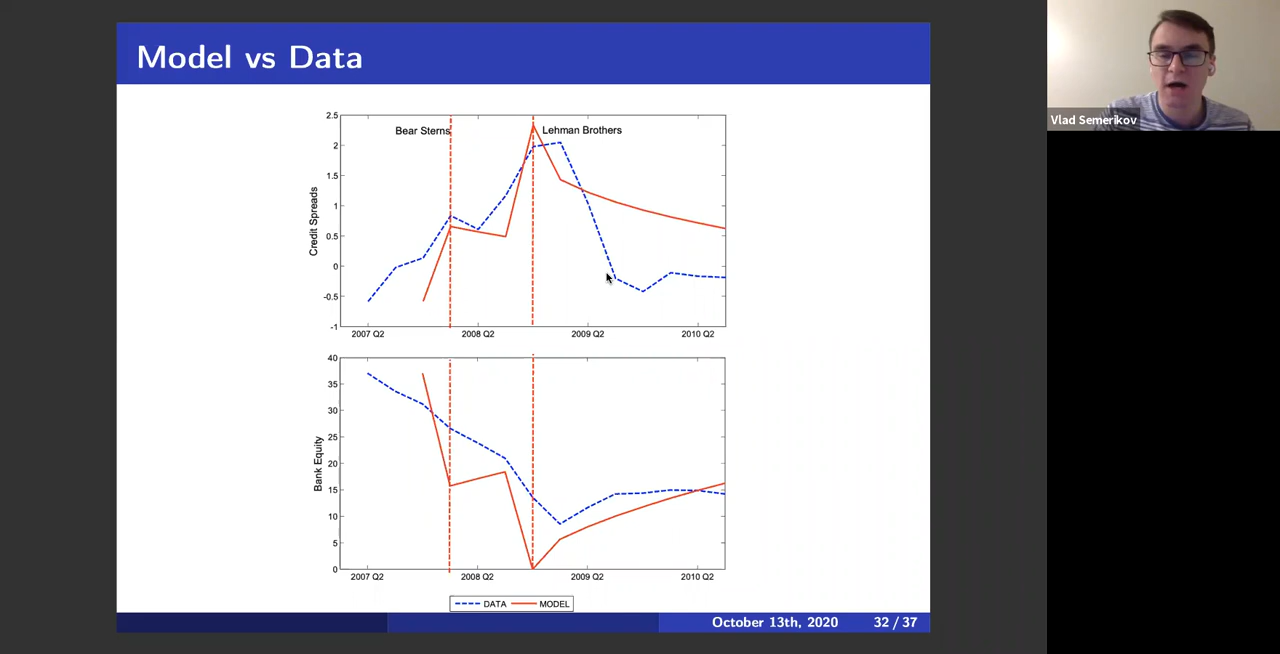 Model vs Data
Bear Sterns
Lehman Brothers
Credit Spreads
2.5
2
1.5
1
0.5
0
-0.5
-1
2007 Q2 2008 Q2 2009 Q2 2010 Q2
Bank Equity
40
35
30
25
20
15
10
5
0
2007 Q2 2008 Q2 2009 Q2 2010 Q2
DATA MODEL
October 13th, 2020 32 / 37
Vlad Semerikov